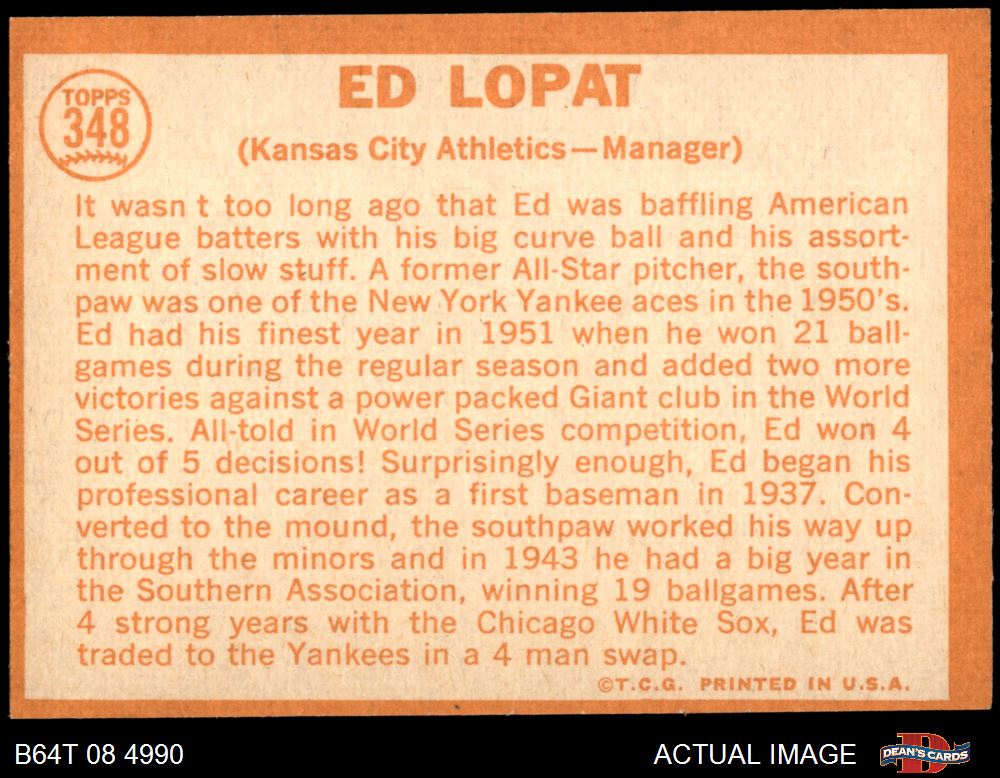 TOPPS
348
ED LOPAT
(Kansas City Athletics—Manager)
It wasn t too long ago that Ed was baffling American
League batters with his big curve ball and his assort-
ment of slow stuff. A former All-Star pitcher, the south-
paw was one of the New York Yankee aces in the 1950's.
Ed had his finest year in 1951 when he won 21 ball-
games during the regular season and added two more
victories against a power packed Giant club in the World
Series. All-told in World Series competition, Ed won 4
out of 5 decisions! Surprisingly enough, Ed began his
professional career as a first baseman in 1937. Con-
verted to the mound, the southpaw worked his way up
through the minors and in 1943 he had a big year in
the Southern Association, winning 19 ballgames. After
4 strong years with the Chicago White Sox, Ed was
traded to the Yankees in a 4 man swap.
©T.C.G. PRINTED IN U.S.A.
B64T 08 4990
ACTUAL IMAGE
D
DEAN'S CARDS